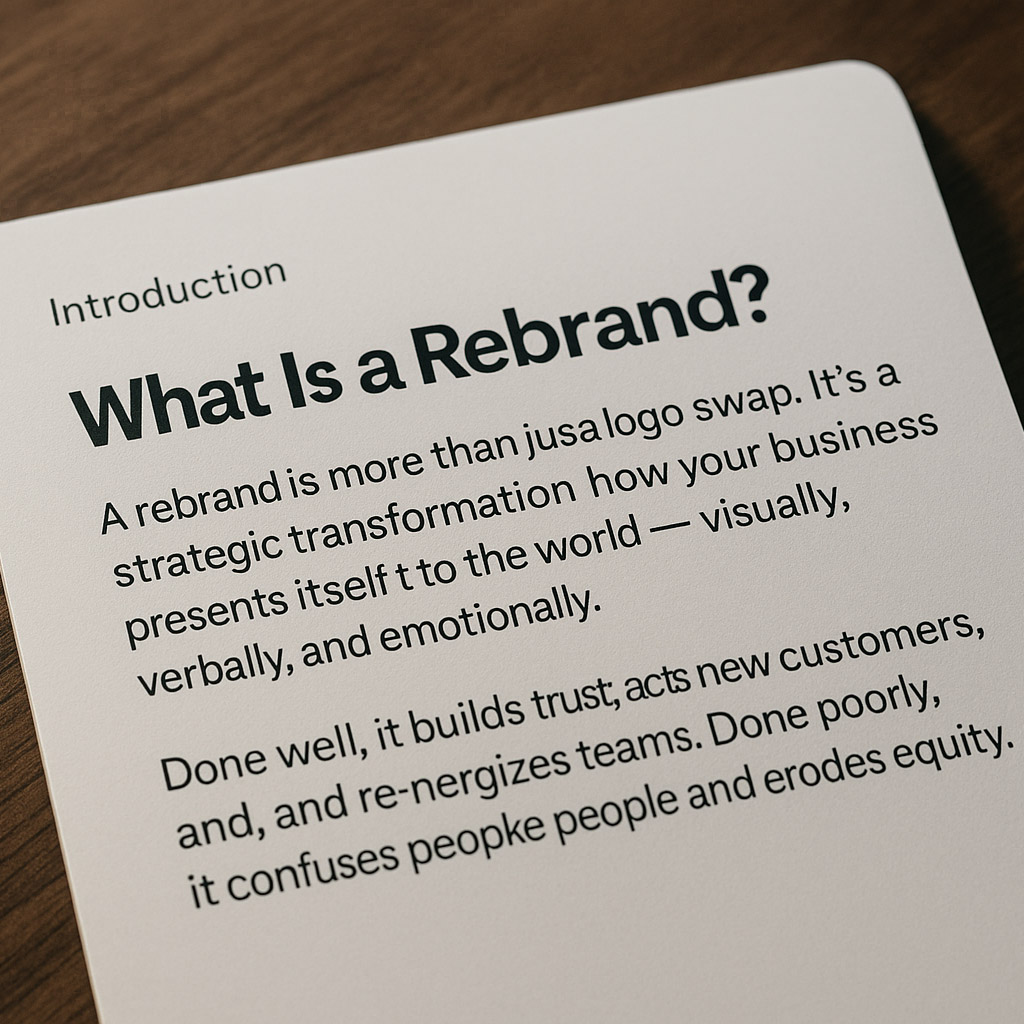 Introduction
What Is a Rebrand?
A rebrand is more than jusa logo swap. It’s a
strategic transformation how your business
presents itself t to the world — visually,
verbally, and emotionally.
Done well, it builds trust; acts new customers,
and, and re-nergizes teams. Done poorly,
it confuses peopke people and erodes equity.